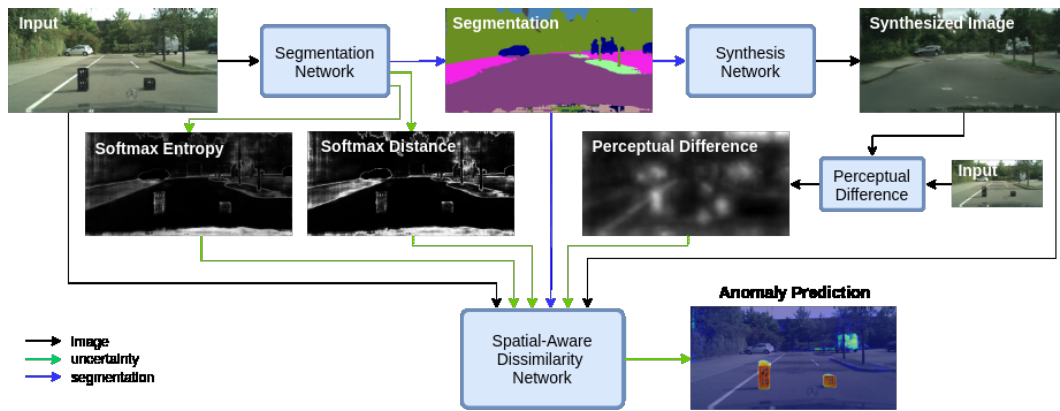 Input
Segmentation
Network
Segmentation
Synthesis
Network
Synthesized Image
Softmax Entropy
Softmax Distance
Perceptual Difference
Perceptual
Difference
Input
Spatial-Aware
Dissimilarity
Network
Anomaly Prediction
Image
uncertainty
segmentation